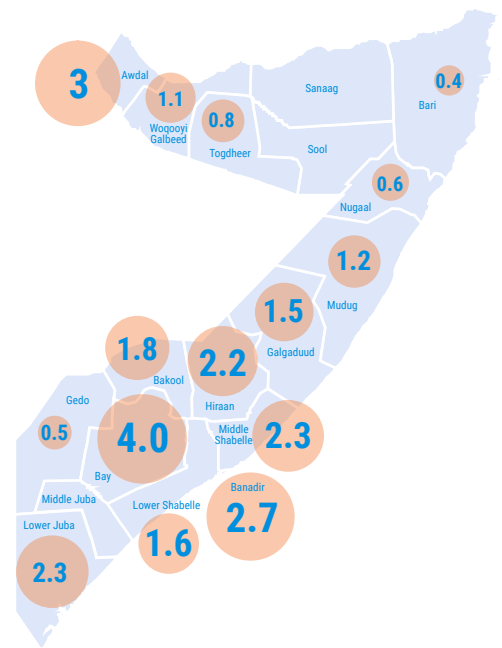 3
Awdal
1.1
Woqooyi
Galbeed
0.8
Togdheer
Sanaag
Sool
0.4
Bari
0.6
Nugaal
1.2
Mudug
1.5
Galgaduud
1.8
Bakool
2.2
Hiraan
Gedo
0.5
4.0
Bay
Middle
Shabelle
2.3
Banadir
2.7
Middle Juba
Lower Shabelle
1.6
Lower Juba
2.3